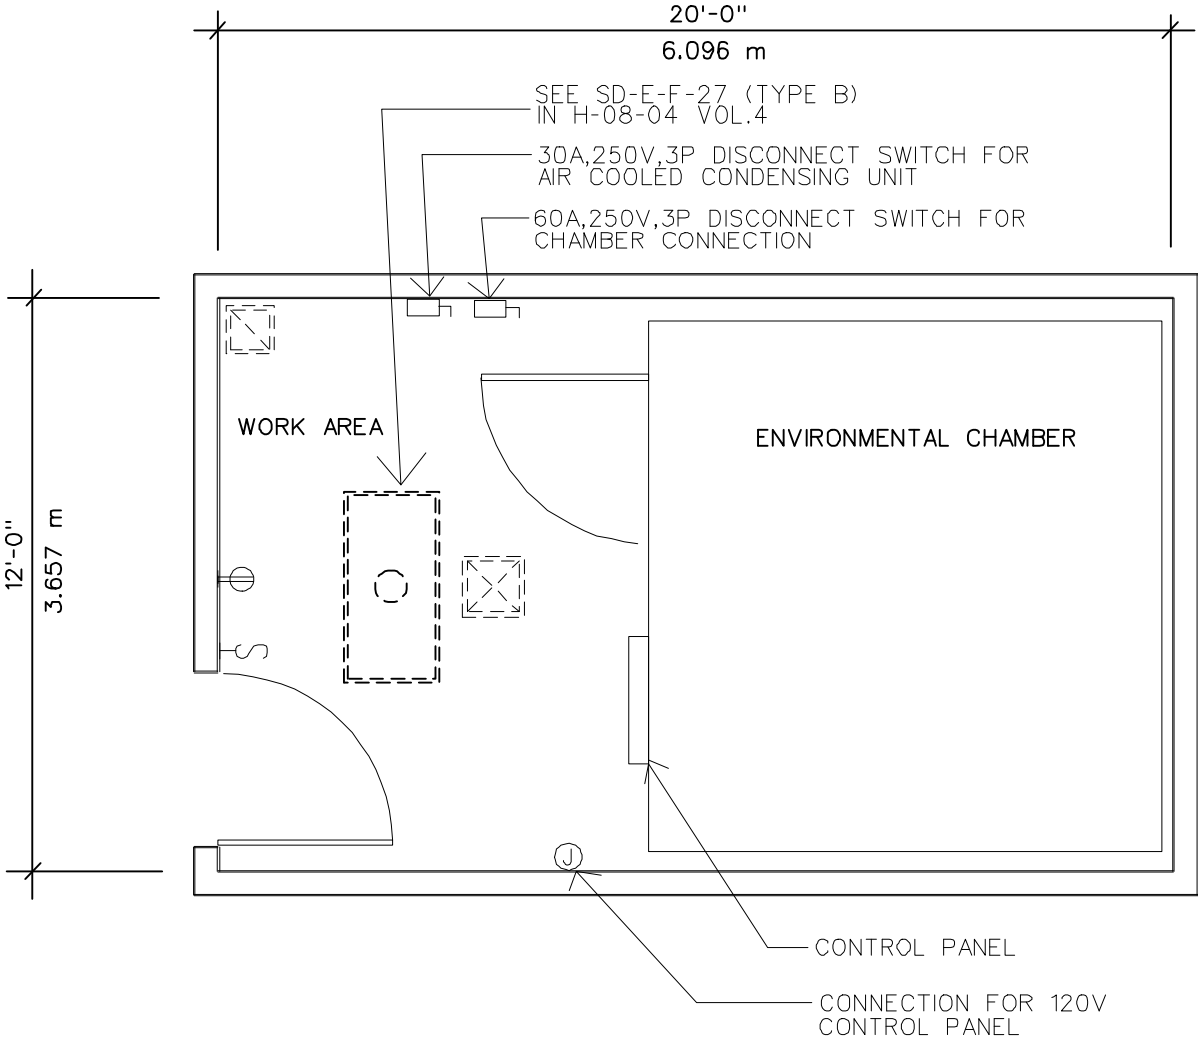 20'-0"
6.096 m
SEE SD-E-F-27 (TYPE B)
IN H-08-04 VOL.4
30A,250V,3P DISCONNECT SWITCH FOR
AIR COOLED CONDENSING UNIT
60A,250V,3P DISCONNECT SWITCH FOR
CHAMBER CONNECTION
WORK AREA
ENVIRONMENTAL CHAMBER
12'-0"
3.657 m
S
J
CONTROL PANEL
CONNECTION FOR 120V
CONTROL PANEL